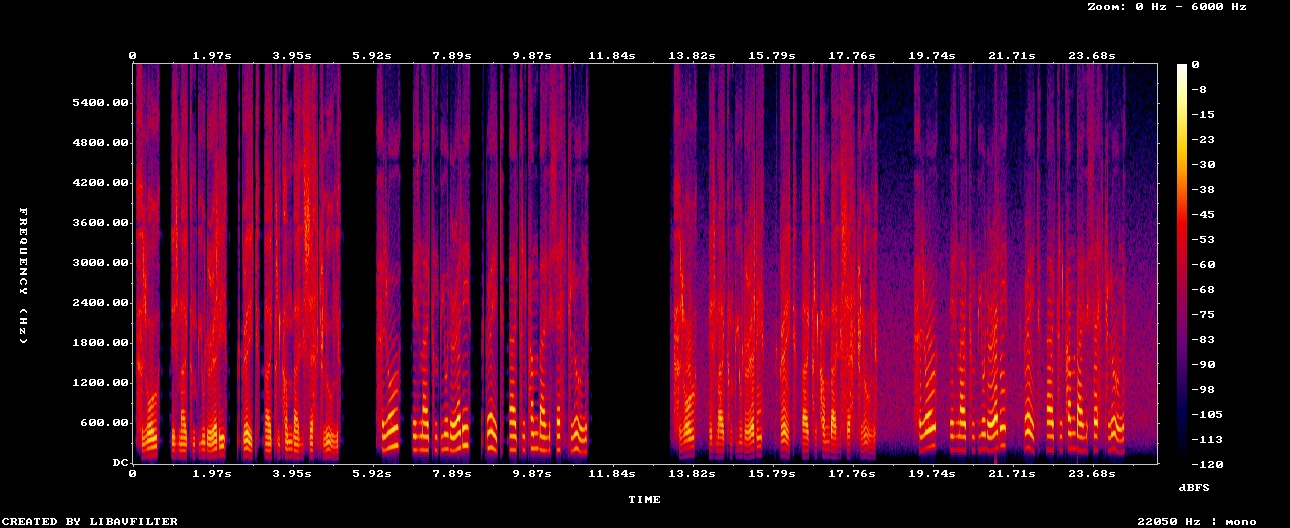 Zoom: 0 Hz - 6000 Hz
0 1.97s 3.95s 5.92s 7.89s 9.87s 11.84s 13.82s 15.79s 17.76s 19.74s 21.71s 23.68s
0
-8
-15
-23
-30
-38
-45
-53
-60
-68
-75
-83
-90
-98
-105
-113
-120
dBFS
5400.00
4800.00
4200.00
3600.00
3000.00
2400.00
1800.00
1200.00
600.00
DC
FREQUENCY (Hz)
0 1.97s 3.95s 5.92s 7.89s 9.87s 11.84s 13.82s 15.79s 17.76s 19.74s 21.71s 23.68s
TIME
CREATED BY LIBAVFILTER
22050 Hz | mono